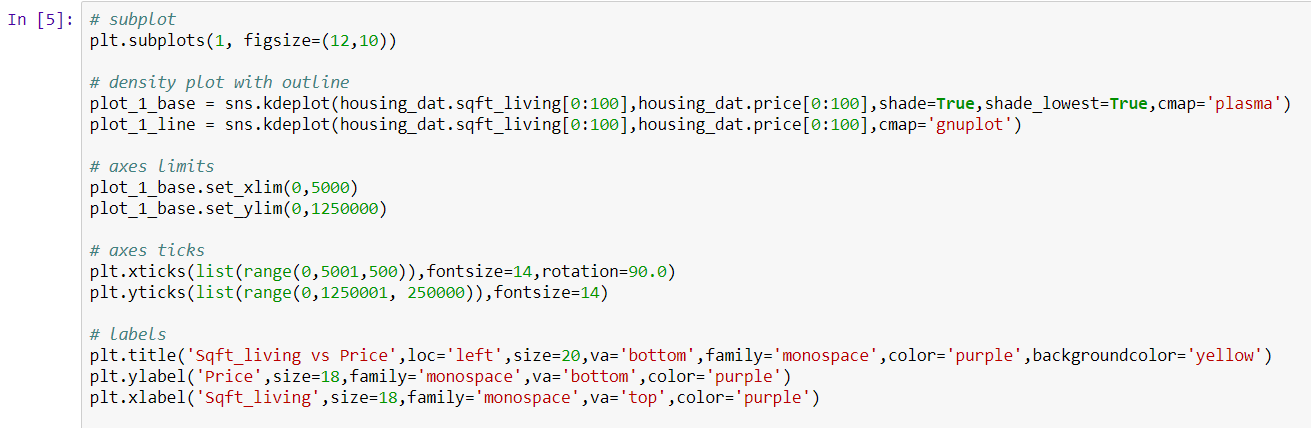 In [5]: # subplot
plt.subplots(1, figsize=(12,10))
# density plot with outline
plot_1_base = sns.kdeplot(housing_dat.sqft_living[0:100],housing_dat.price[0:100],shade=True,shade_lowest=True,cmap='plasma')
plot_1_line = sns.kdeplot(housing_dat.sqft_living[0:100],housing_dat.price[0:100],cmap='gnuplot')
# axes limits
plot_1_base.set_xlim(0,5000)
plot_1_base.set_ylim(0,1250000)
# axes ticks
plt.xticks(list(range(0,5001,500)),fontsize=14,rotation=90.0)
plt.yticks(list(range(0,1250001, 250000)),fontsize=14)
# labels
plt.title('Sqft_living vs Price',loc='left',size=20,va='bottom',family='monospace',color='purple',backgroundcolor='yellow')
plt.ylabel('Price',size=18,family='monospace',va='bottom',color='purple')
plt.xlabel('Sqft_living',size=18,family='monospace',va='top',color='purple')